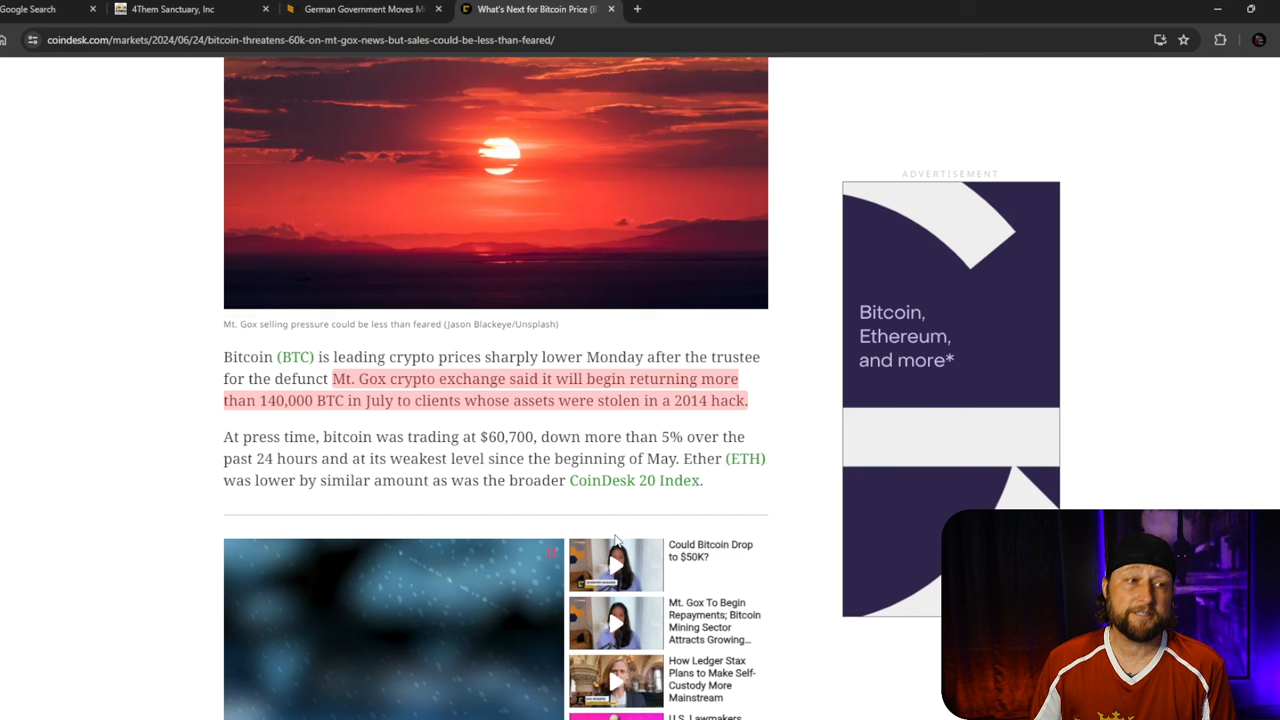 Google Search
4Them Sanctuary, Inc
German Government Moves M
What's Next for Bitcoin Price (B
coindesk.com/markets/2024/06/24/bitcoin-threatens-60k-on-mt-gox-news-but-sales-could-be-less-than-feared/
Mt. Gox selling pressure could be less than feared (Jason Blackeye/Unsplash)
Bitcoin (BTC) is leading crypto prices sharply lower Monday after the trustee
for the defunct Mt. Gox crypto exchange said it will begin returning more
than 140,000 BTC in July to clients whose assets were stolen in a 2014 hack.
At press time, bitcoin was trading at $60,700, down more than 5% over the
past 24 hours and at its weakest level since the beginning of May. Ether (ETH)
was lower by similar amount as was the broader CoinDesk 20 Index.
Could Bitcoin Drop
to $50K?
Mt. Gox To Begin
Repayments; Bitcoin
Mining Sector
Attracts Growing...
How Ledger Stax
Plans to Make Self-
Custody More
Mainstream
U.S. Lawmakers
ADVERTISEMENT
Bitcoin,
Ethereum,
and more*